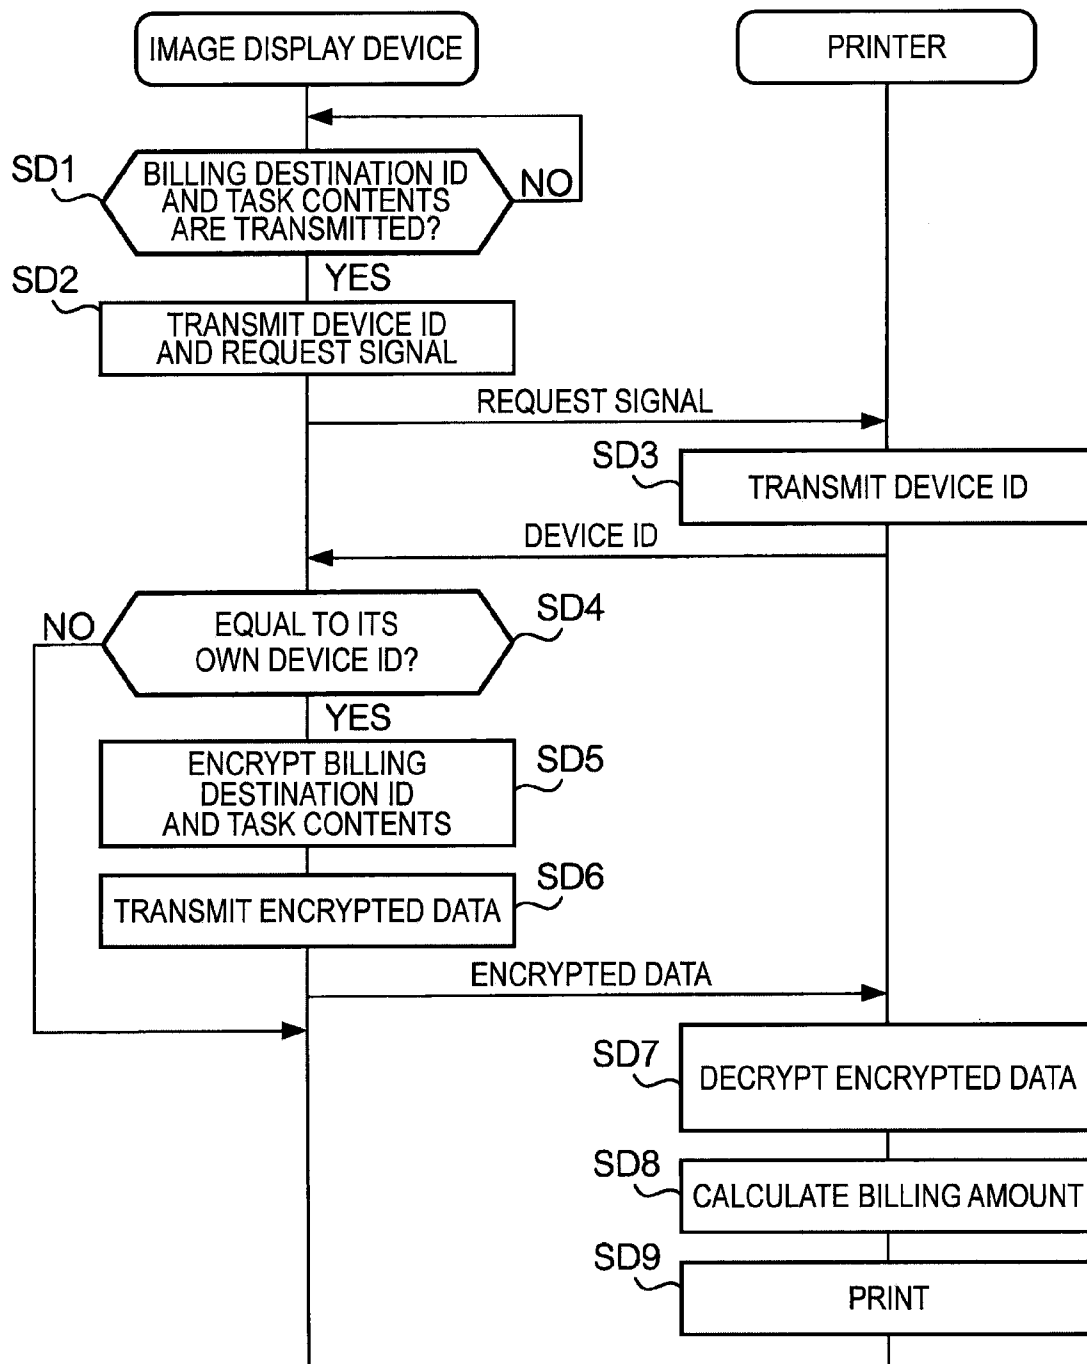 IMAGE DISPLAY DEVICE
PRINTER
SD1
BILLING DESTINATION ID
AND TASK CONTENTS
ARE TRANSMITTED?
NO
YES
SD2
TRANSMIT DEVICE ID
AND REQUEST SIGNAL
REQUEST SIGNAL
SD3
TRANSMIT DEVICE ID
DEVICE ID
NO
EQUAL TO ITS
OWN DEVICE ID?
SD4
YES
ENCRYPT BILLING
DESTINATION ID
AND TASK CONTENTS
SD5
TRANSMIT ENCRYPTED DATA
SD6
ENCRYPTED DATA
SD7
DECRYPT ENCRYPTED DATA
SD8
CALCULATE BILLING AMOUNT
SD9
PRINT